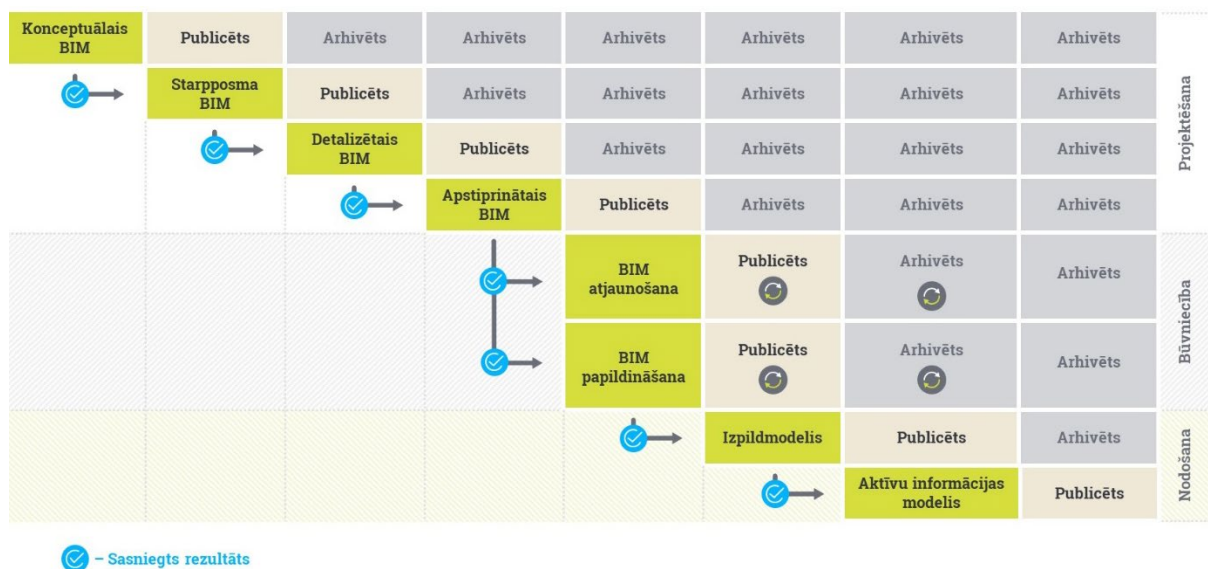 Konceptuālais
BIM
Publicēts
Arhivēts
Arhivēts
Arhivēts
Arhivēts
Arhivēts
Arhivēts
Starpposma
BIM
Publicēts
Arhivēts
Arhivēts
Arhivēts
Arhivēts
Arhivēts
Detalizētais
BIM
Publicēts
Arhivēts
Arhivēts
Arhivēts
Arhivēts
Apstiprinātais
BIM
Publicēts
Arhivēts
Arhivēts
Arhivēts
Projektēšana
BIM
atjaunošana
Publicēts
Arhivēts
Arhivēts
BIM
papildināšana
Publicēts
Arhivēts
Arhivēts
Būvniecība
Izpildmodelis
Publicēts
Arhivēts
Aktīvu informācijas
modelis
Publicēts
Nodošana
– Sasniegts rezultāts